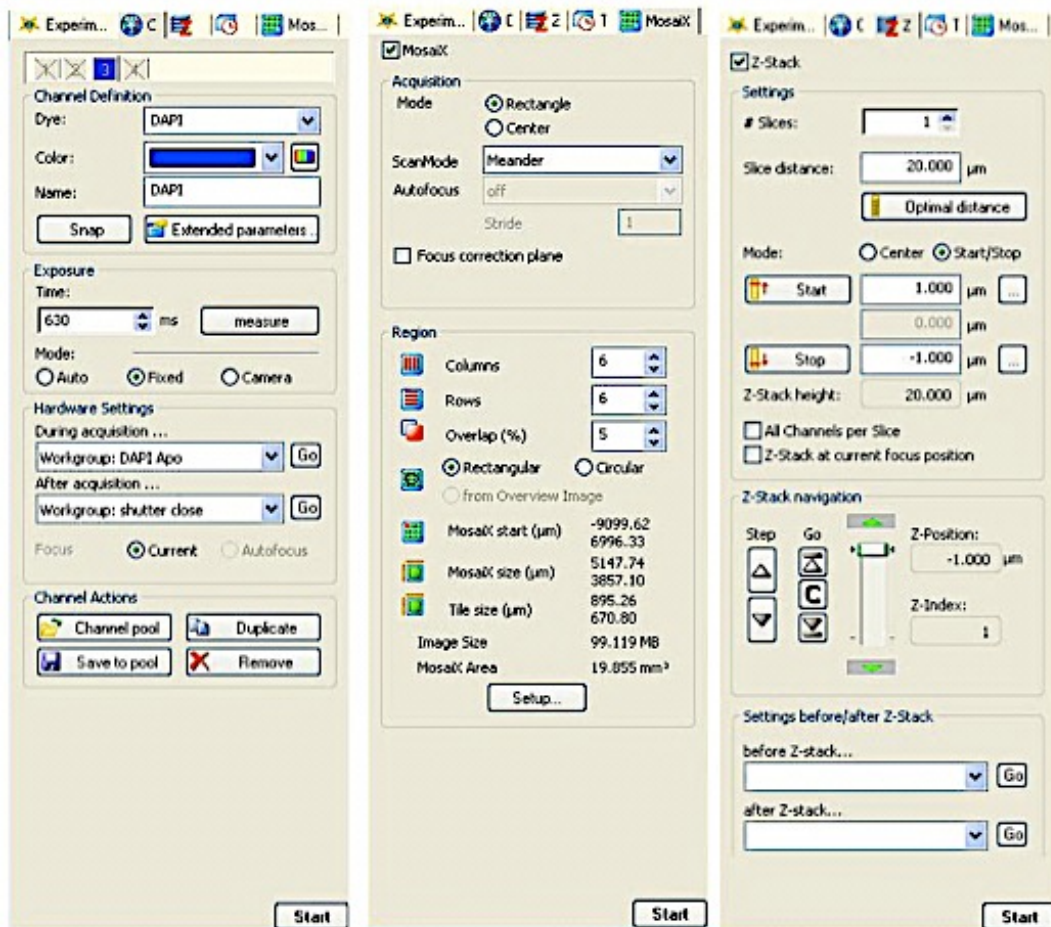 Experim... C Mos...
1 2 3 4
Channel Definition
Dye: DAPI
Color:
Name: DAPI
Snap Extended parameters ..
Exposure
Time:
630 ms measure
Mode:
Auto Fixed Camera
Hardware Settings
During acquisition ...
Workgroup: DAPI Apo Go
After acquisition ...
Workgroup: shutter close Go
Focus Current Autofocus
Channel Actions
Channel pool Duplicate
Save to pool Remove
Start
Experim... C Z T MosaiX
MosaiX
Acquisition
Mode Rectangle
Center
ScanMode Meander
Autofocus off
Stride 1
Focus correction plane
Region
Columns 6
Rows 6
Overlap (%) 5
Rectangular Circular
from Overview Image
MosaiX start (µm) -9099.62
6996.33
MosaiX size (µm) 5147.74
3857.10
Tile size (µm) 895.26
670.80
Image Size 99.119 MB
MosaiX Area 19.855 mm²
Setup...
Start
Experim... C Z T Mos...
Z-Stack
Settings
# Slices: 1
Slice distance: 20.000 µm
Optimal distance
Mode: Center Start/Stop
Start 1.000 µm ...
0.000 µm
Stop -1.000 µm ...
Z-Stack height: 20.000 µm
All Channels per Slice
Z-Stack at current focus position
Z-Stack navigation
Step Go Z-Position:
-1.000 µm
C
Z-Index:
1
Settings before/after Z-Stack
before Z-stack...
Go
after Z-stack...
Go
Start